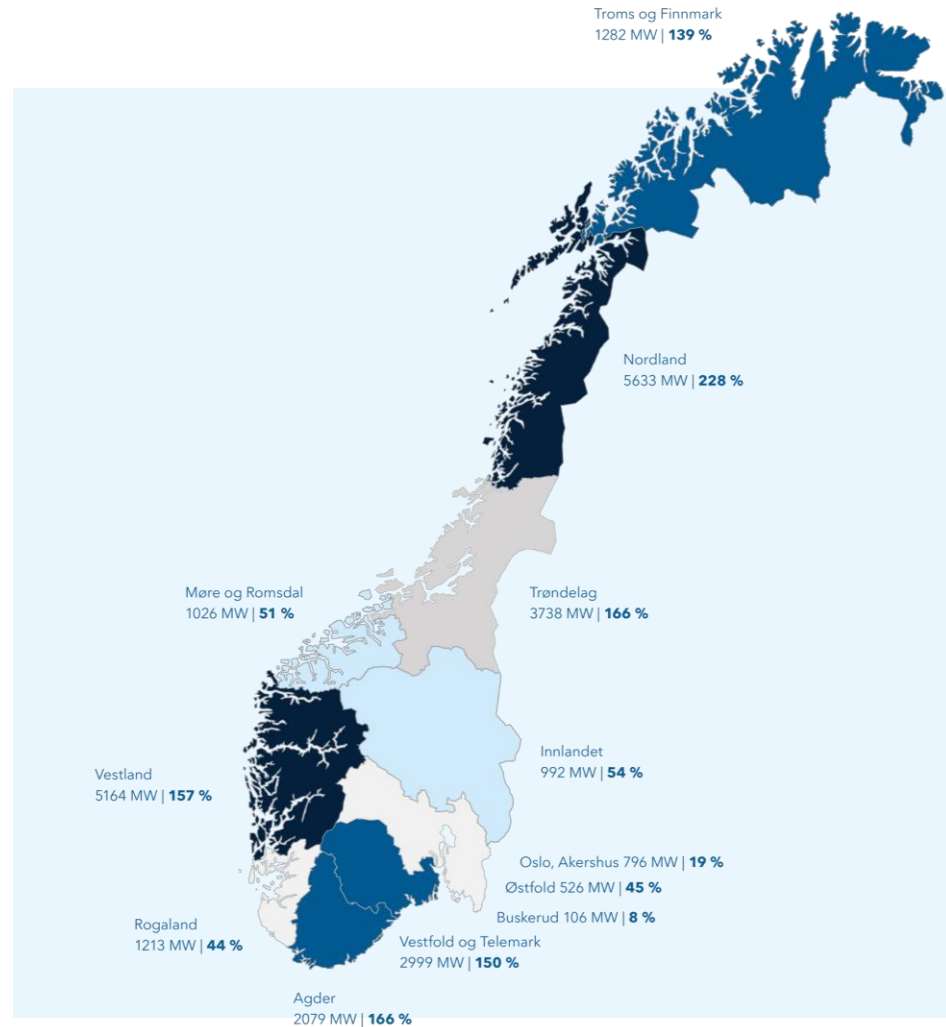 Troms og Finnmark
1282 MW | 139 %
Nordland
5633 MW | 228 %
Møre og Romsdal
1026 MW | 51 %
Trøndelag
3738 MW | 166 %
Innlandet
992 MW | 54 %
Vestland
5164 MW | 157 %
Oslo, Akershus 796 MW | 19 %
Østfold 526 MW | 45 %
Buskerud 106 MW | 8 %
Rogaland
1213 MW | 44 %
Vestfold og Telemark
2999 MW | 150 %
Agder
2079 MW | 166 %